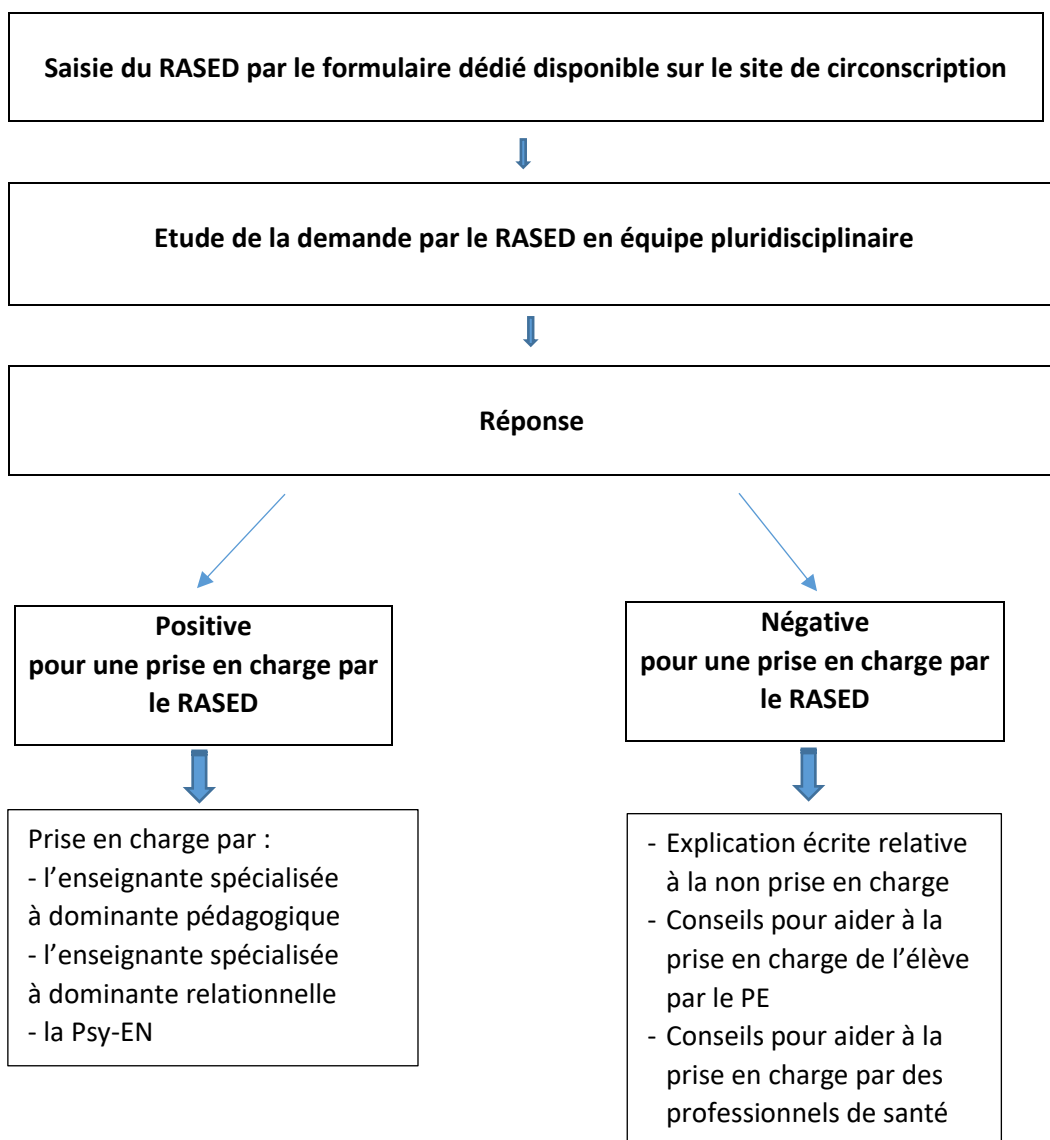 Saisie du RASED par le formulaire dédié disponible sur le site de circonscription
Etude de la demande par le RASED en équipe pluridisciplinaire
Réponse
Positive
pour une prise en charge par
le RASED
Négative
pour une prise en charge par
le RASED
Prise en charge par :
- l’enseignante spécialisée
à dominante pédagogique
- l’enseignante spécialisée
à dominante relationnelle
- la Psy-EN
- Explication écrite relative
à la non prise en charge
- Conseils pour aider à la
prise en charge de l’élève
par le PE
- Conseils pour aider à la
prise en charge par des
professionnels de santé